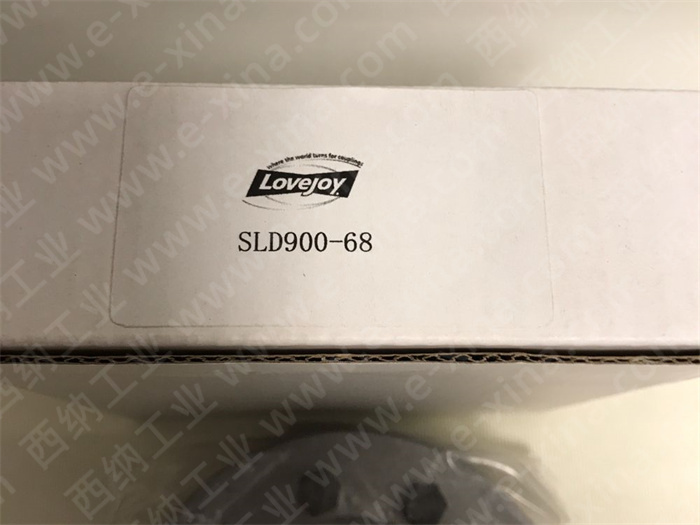 Where the world turns for couplings
Lovejoy
SLD900-68
西纳工业 www.e-xina.com